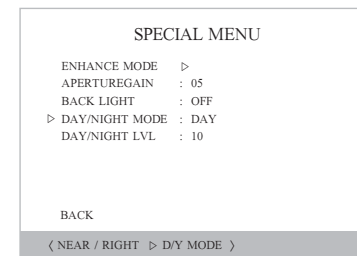 SPECIAL MENU
ENHANCE MODE ▷
APERTUREGAIN : 05
BACK LIGHT : OFF
▷ DAY/NIGHT MODE : DAY
DAY/NIGHT LVL : 10
BACK
〈 NEAR / RIGHT ▷ D/Y MODE 〉